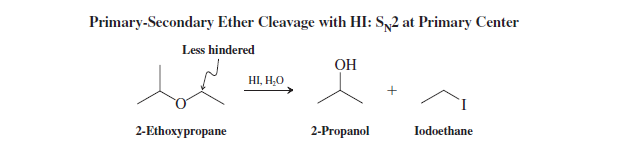 Primary-Secondary Ether Cleavage with HI: S_N2 at Primary Center
Less hindered
O
HI, H₂O
OH
+
I
2-Ethoxypropane
2-Propanol
Iodoethane